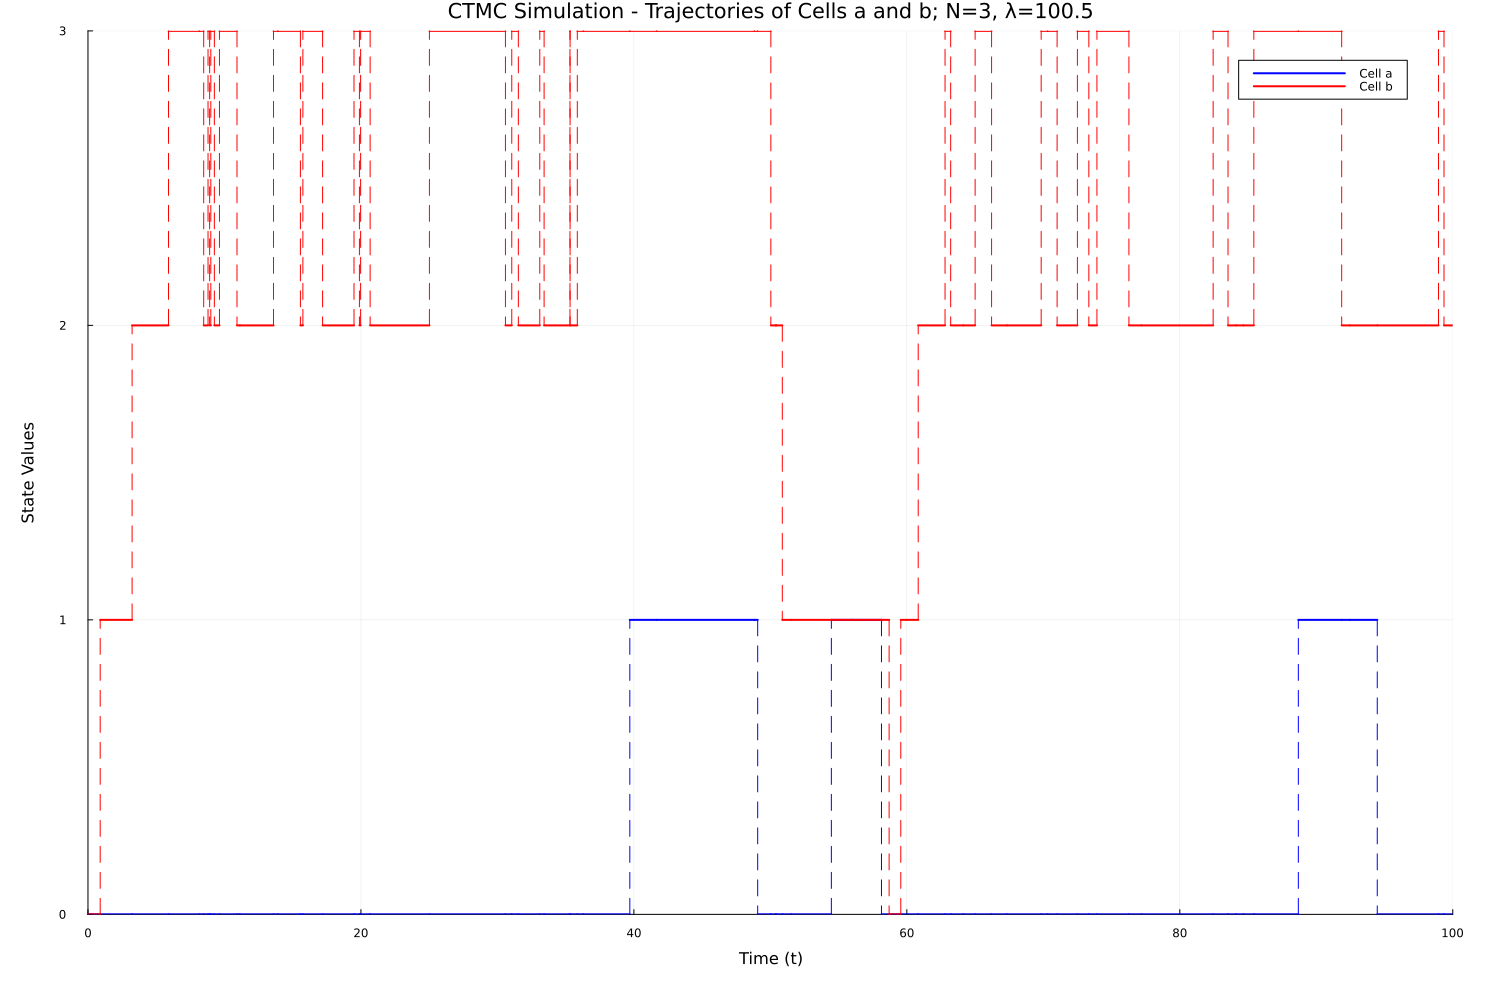 CTMC Simulation - Trajectories of Cells a and b; N=3, λ=100.5
3
Cell a
Cell b
2
State Values
1
0
0 20 40 60 80 100
Time (t)